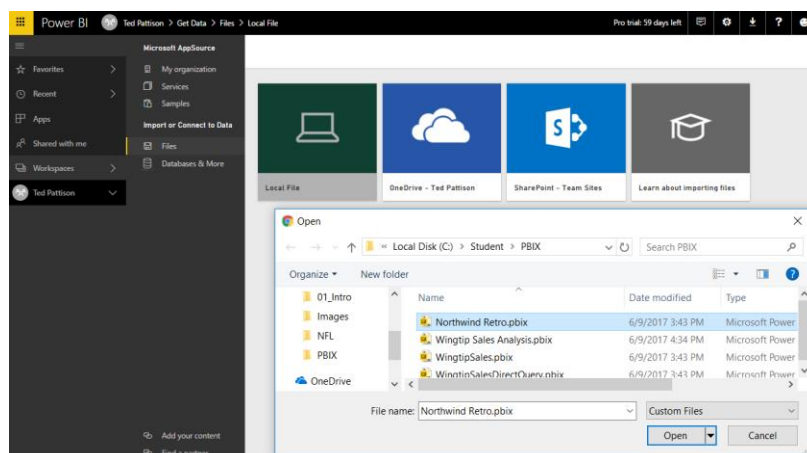 Power BI Ted Pattison > Get Data > Files > Local File Pro trial: 59 days left
Microsoft AppSource
Favorites
My organization
Recent
Services
Apps
Samples
Import or Connect to Data
Shared with me
Files
Workspaces
Databases & More
Ted Pattison
Local File
OneDrive - Ted Pattison
SharePoint - Team Sites
Learn about importing files
Open
« Local Disk (C:) > Student > PBIX
Search PBIX
Organize
New folder
01_Intro
Images
NFL
PBIX
OneDrive
Name Date modified Type
Northwind Retro.pbix 6/9/2017 3:43 PM Microsoft Power
Wingtip Sales Analysis.pbix 6/9/2017 4:34 PM Microsoft Power
WingtipSales.pbix 6/9/2017 3:43 PM Microsoft Power
WingtipSalesDirectQuery.pbix 6/9/2017 3:43 PM Microsoft Power
File name: Northwind Retro.pbix
Custom Files
Open
Cancel
Add your content
Find a partner